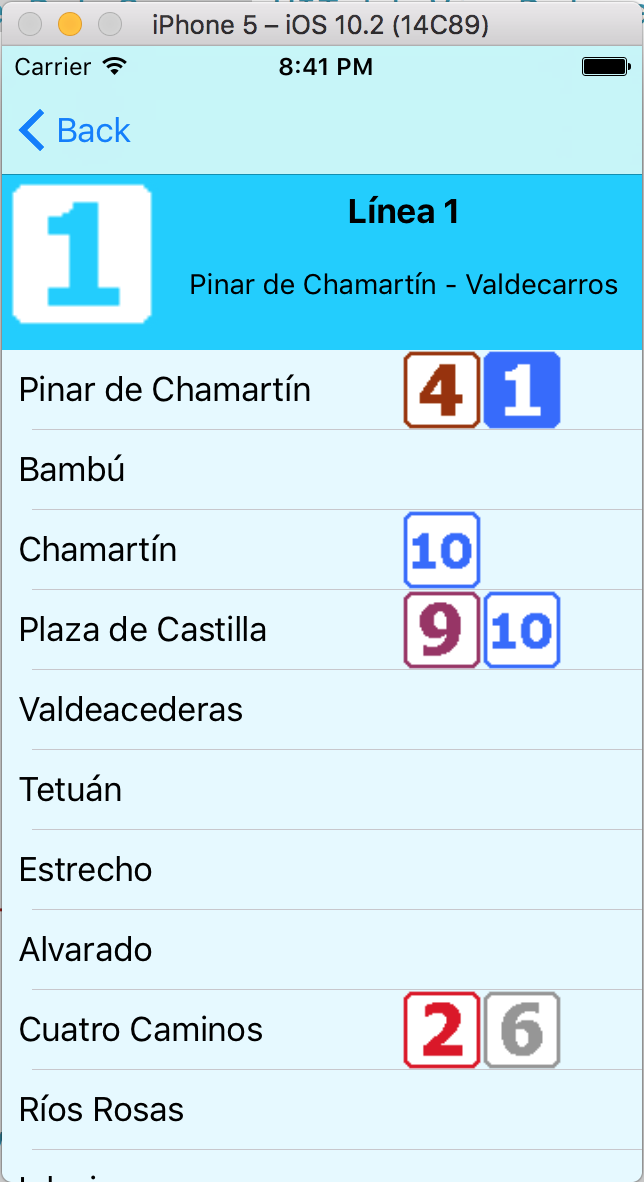 iPhone 5 – iOS 10.2 (14C89)
Carrier 8:41 PM
Back
1
Línea 1
Pinar de Chamartín - Valdecarros
Pinar de Chamartín 4 1
Bambú
Chamartín 10
Plaza de Castilla 9 10
Valdeacederas
Tetuán
Estrecho
Alvarado
Cuatro Caminos 2 6
Ríos Rosas